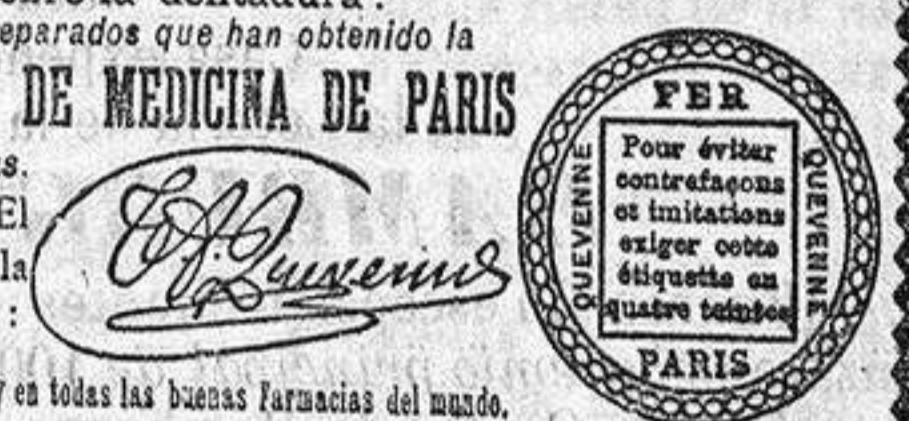 eparados que han obtenido la
DE MEDICINA DE PARIS
s.
El
la
:
Quevenne
y en todas las buenas Farmacias del mundo.
FER
QUEVENNE
Pour éviter
contrefaçons
et imitations
exiger cette
étiquette en
quatre teintes
QUEVENNE
PARIS